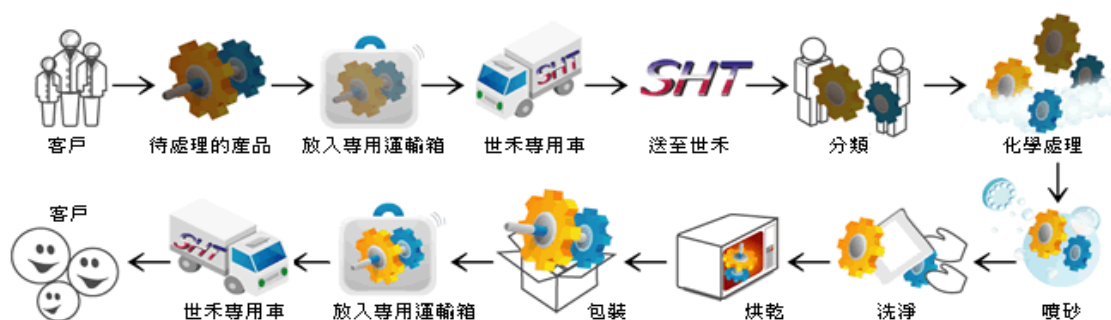 客戶
待處理的產品
放入專用運輸箱
SHT
世禾專用車
SHT
送至世禾
分類
化學處理
噴砂
洗淨
烘乾
包裝
放入專用運輸箱
SHT
世禾專用車
客戶